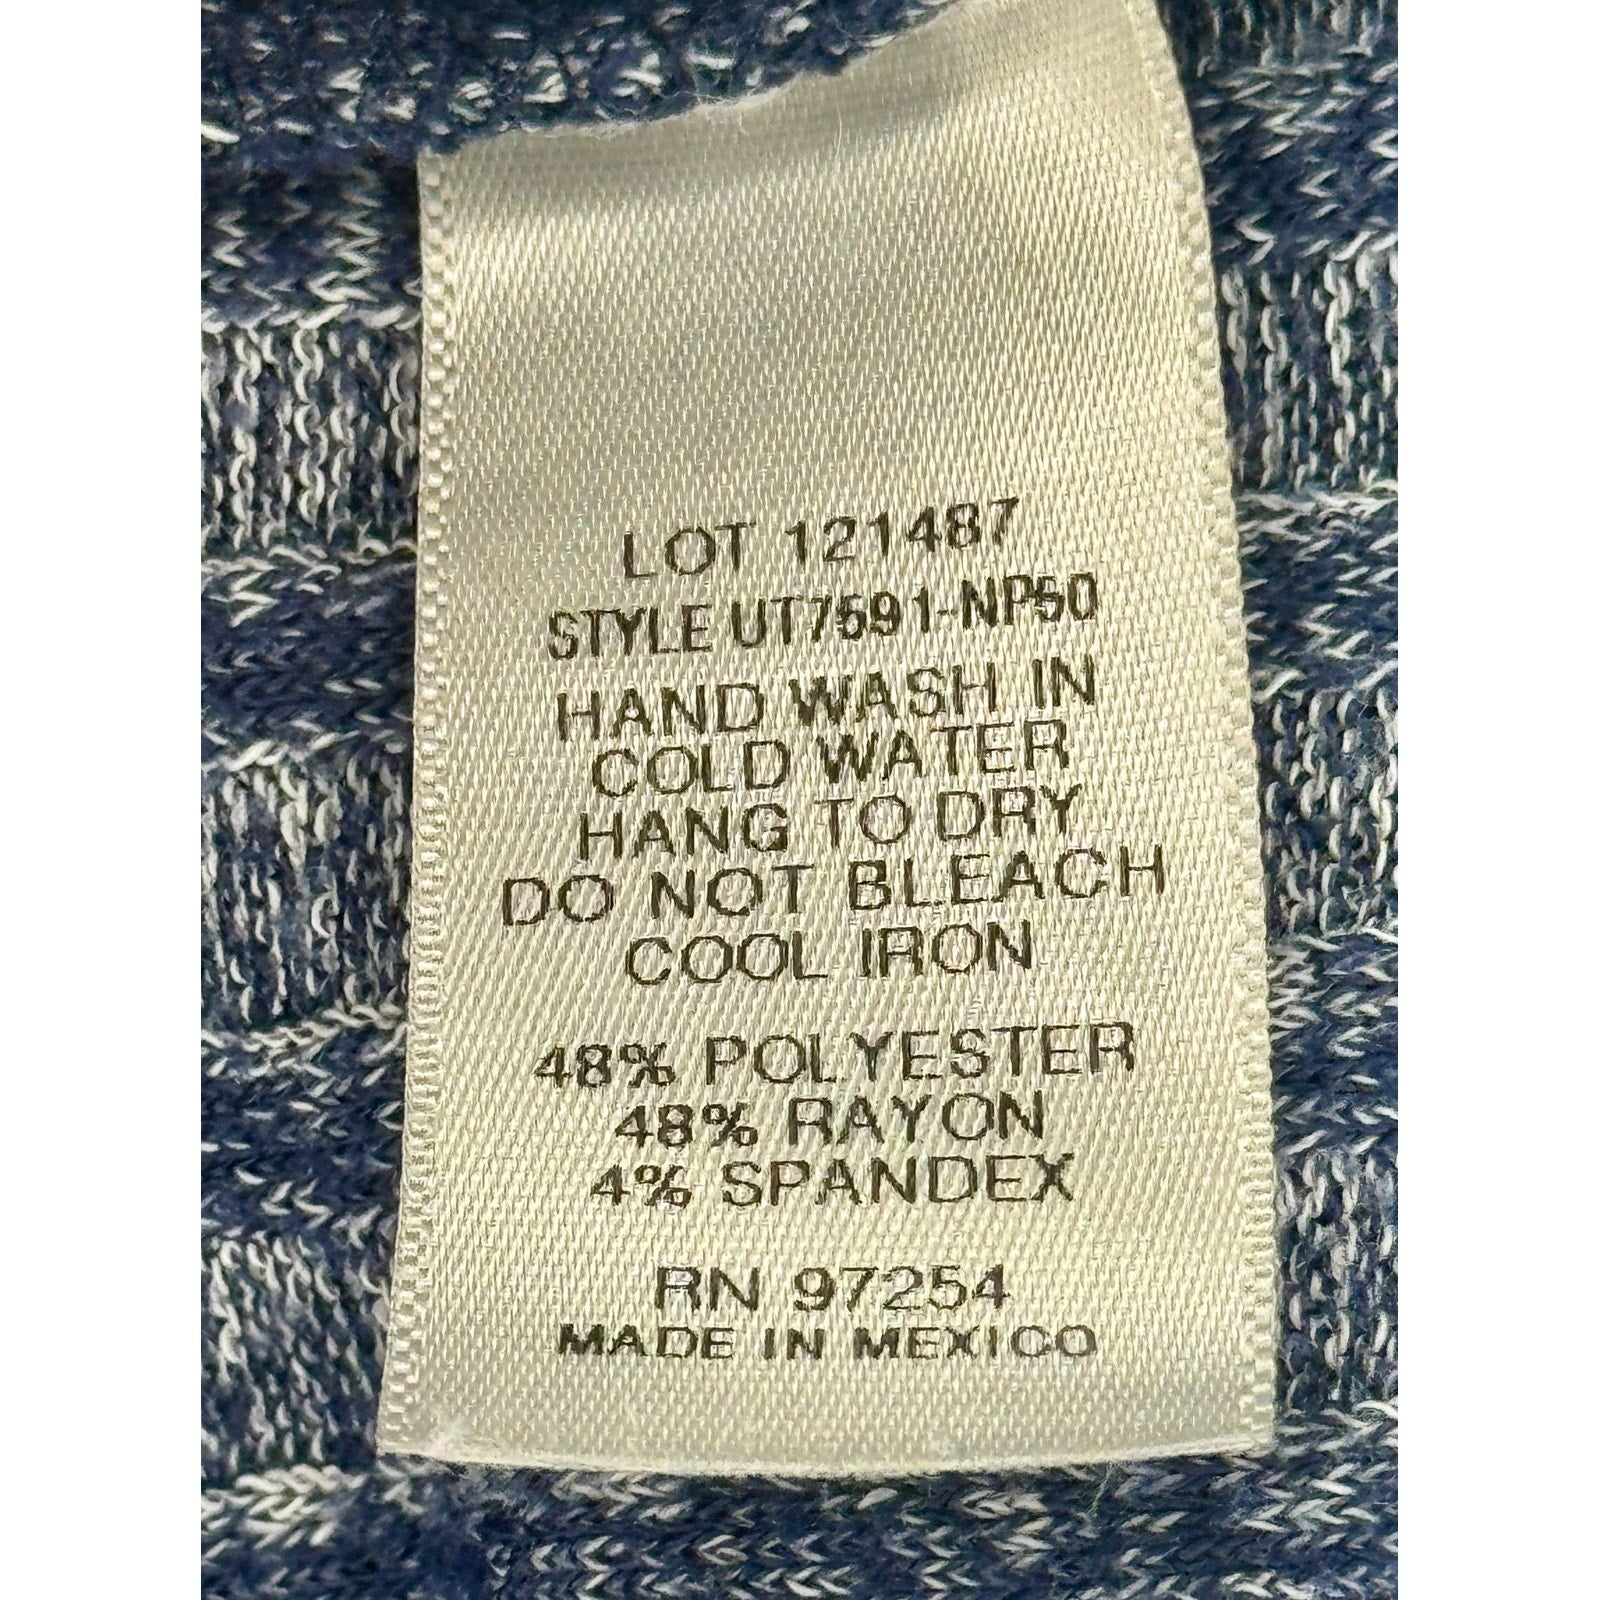 LOT 121487
STYLE UT7591-NP50
HAND WASH IN
COLD WATER
HANG TO DRY
DO NOT BLEACH
COOL IRON
48% POLYESTER
48% RAYON
4% SPANDEX
RN 97254
MADE IN MEXICO